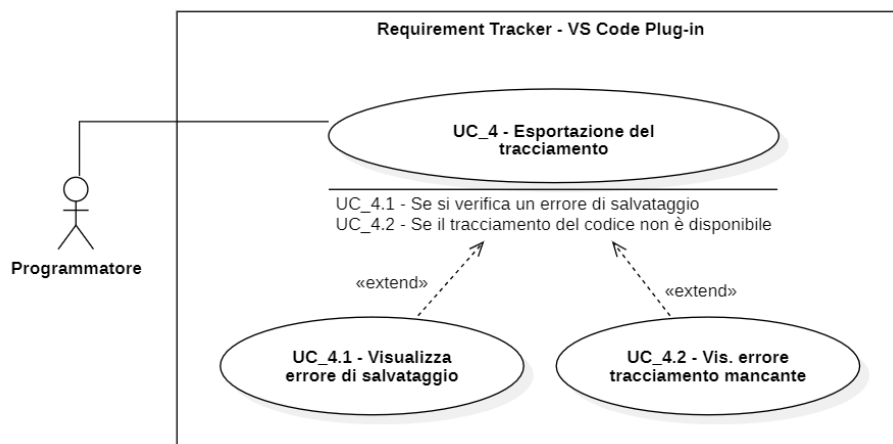 Requirement Tracker - VS Code Plug-in
UC_4 - Esportazione del
tracciamento
UC_4.1 - Se si verifica un errore di salvataggio
UC_4.2 - Se il tracciamento del codice non è disponibile
Programmatore
«extend»
«extend»
UC_4.1 - Visualizza
errore di salvataggio
UC_4.2 - Vis. errore
tracciamento mancante